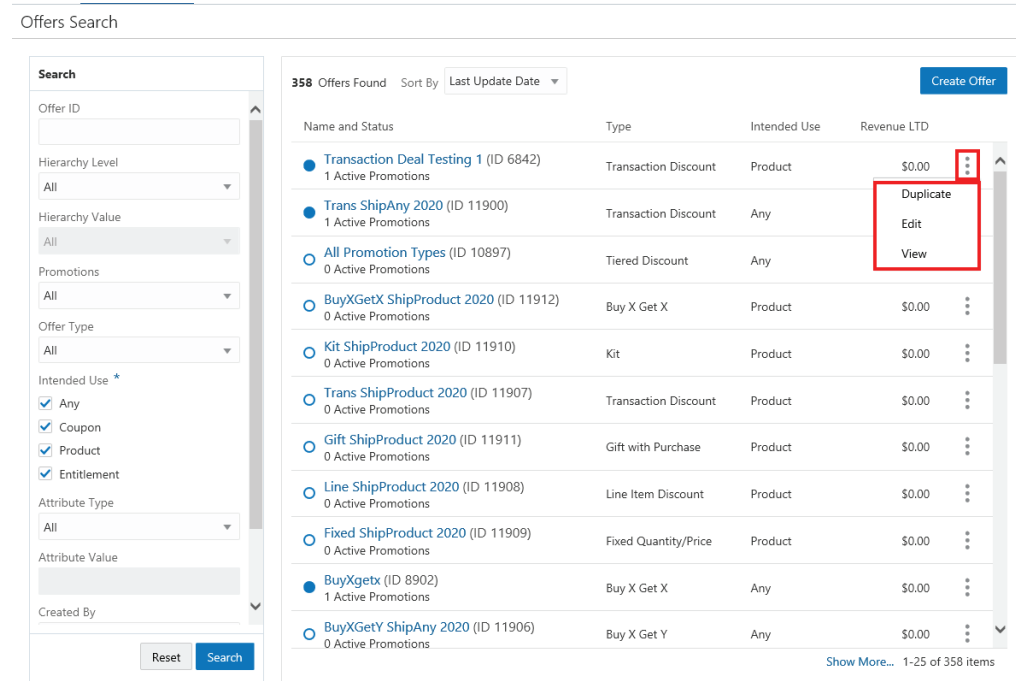 Offers Search
Search
Offer ID
Hierarchy Level
All
Hierarchy Value
All
Promotions
All
Offer Type
All
Intended Use *
Any
Coupon
Product
Entitlement
Attribute Type
All
Attribute Value
Created By
Reset Search
358 Offers Found Sort By Last Update Date Create Offer
Name and Status Type Intended Use Revenue LTD
Transaction Deal Testing 1 (ID 6842) Transaction Discount Product $0.00
1 Active Promotions
Duplicate
Edit
View
Trans ShipAny 2020 (ID 11900) Transaction Discount Any
1 Active Promotions
All Promotion Types (ID 10897) Tiered Discount Any
0 Active Promotions
BuyXGetX ShipProduct 2020 (ID 11912) Buy X Get X Product $0.00
0 Active Promotions
Kit ShipProduct 2020 (ID 11910) Kit Product $0.00
0 Active Promotions
Trans ShipProduct 2020 (ID 11907) Transaction Discount Product $0.00
0 Active Promotions
Gift ShipProduct 2020 (ID 11911) Gift with Purchase Product $0.00
0 Active Promotions
Line ShipProduct 2020 (ID 11908) Line Item Discount Product $0.00
0 Active Promotions
Fixed ShipProduct 2020 (ID 11909) Fixed Quantity/Price Product $0.00
0 Active Promotions
BuyXgetx (ID 8902) Buy X Get X Any $0.00
1 Active Promotions
BuyXGetY ShipAny 2020 (ID 11906) Buy X Get Y Any $0.00
0 Active Promotions
Show More... 1-25 of 358 items